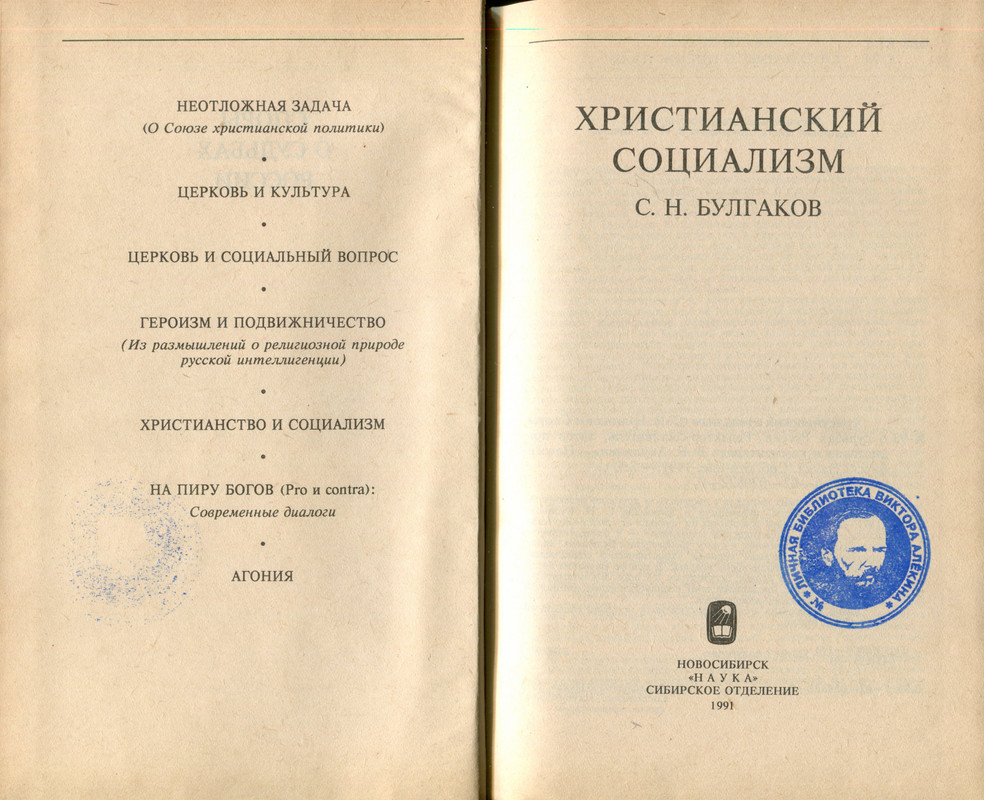 НЕОТЛОЖНАЯ ЗАДАЧА
(О Союзе христианской политики)
•
ЦЕРКОВЬ И КУЛЬТУРА
•
ЦЕРКОВЬ И СОЦИАЛЬНЫЙ ВОПРОС
•
ГЕРОИЗМ И ПОДВИЖНИЧЕСТВО
(Из размышлений о религиозной природе
русской интеллигенции)
•
ХРИСТИАНСТВО И СОЦИАЛИЗМ
•
НА ПИРУ БОГОВ (Pro и contra):
Современные диалоги
•
АГОНИЯ
ХРИСТИАНСКИЙ
СОЦИАЛИЗМ
С. Н. БУЛГАКОВ
ЛИЧНАЯ БИБЛИОТЕКА ВИКТОРА АЛЁКИНА
№
НОВОСИБИРСК
«НАУКА»
СИБИРСКОЕ ОТДЕЛЕНИЕ
1991